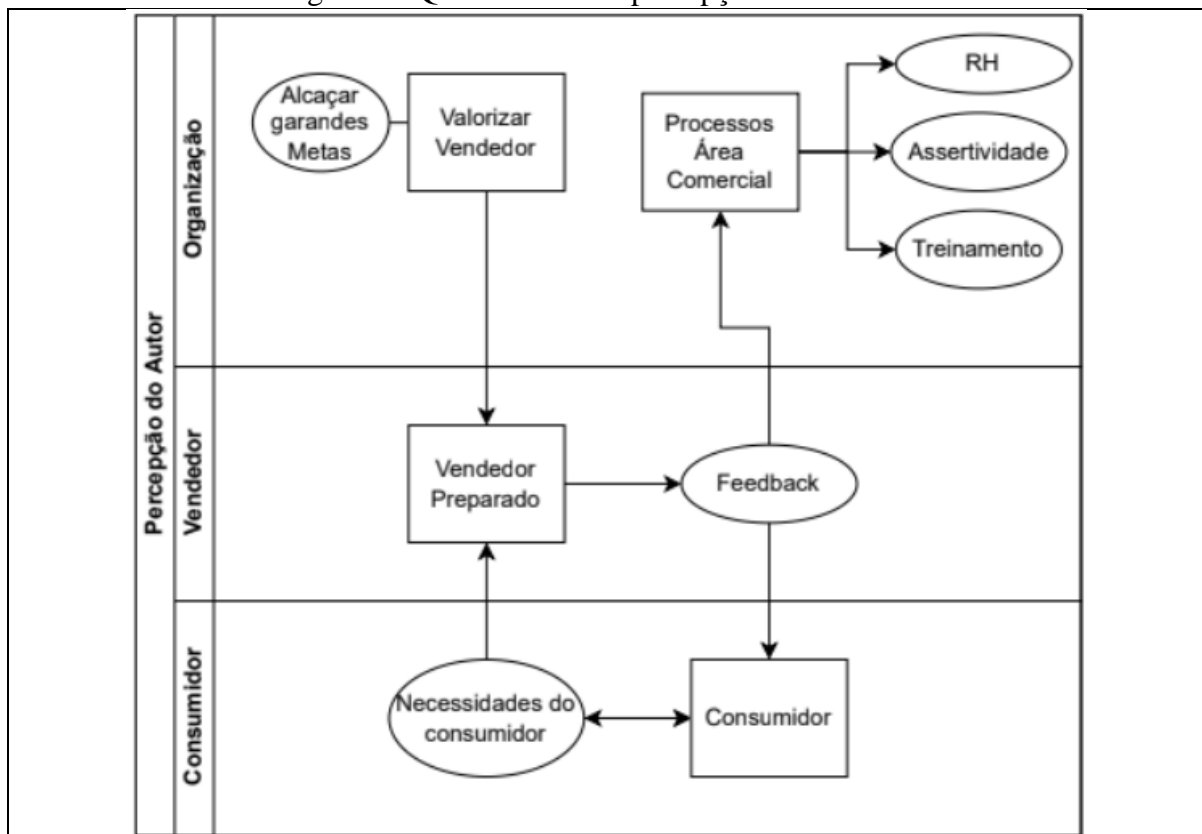 Percepção do Autor
Organização
Alcaçar
garandes
Metas
Valorizar
Vendedor
Processos
Área
Comercial
RH
Assertividade
Treinamento
Vendedor
Vendedor
Preparado
Feedback
Consumidor
Necessidades do
consumidor
Consumidor